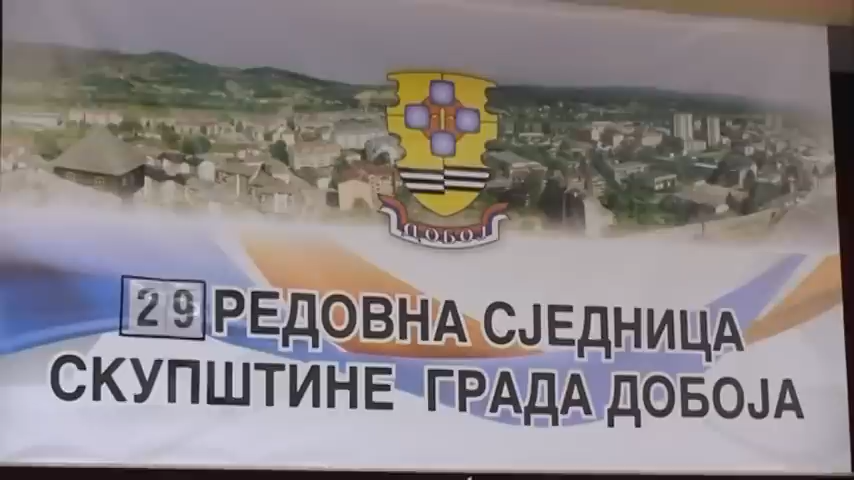 ДОБОЈ
29 РЕДОВНА СЈЕДНИЦА
СКУПШТИНЕ ГРАДА ДОБОЈА